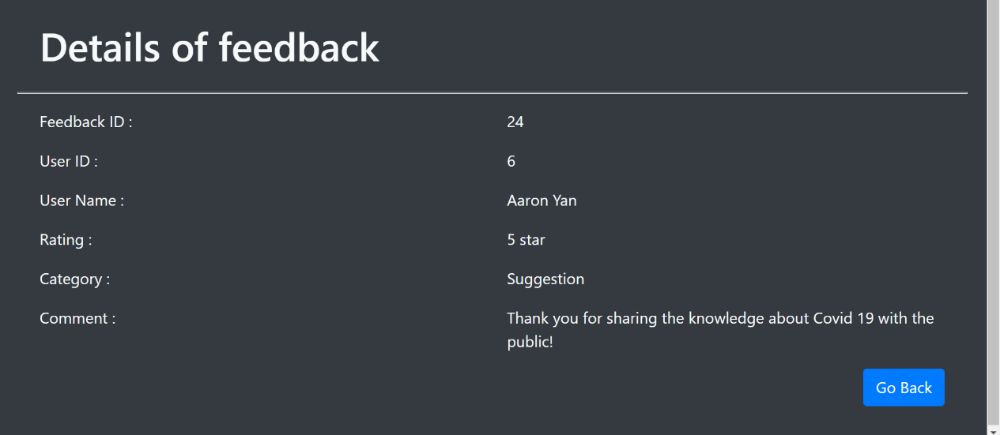 Details of feedback
Feedback ID : 24
User ID : 6
User Name : Aaron Yan
Rating : 5 star
Category : Suggestion
Comment : Thank you for sharing the knowledge about Covid 19 with the
public!
Go Back